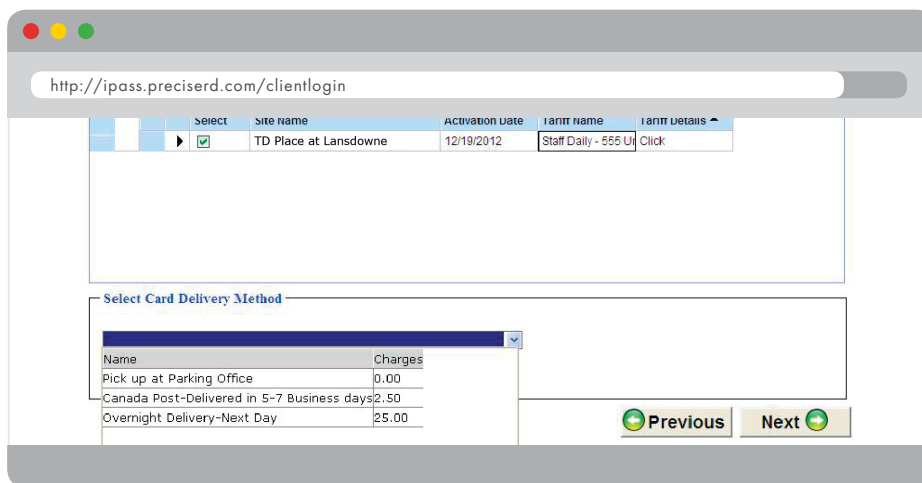 http://ipass.preciserd.com/clientlogin
Select Site Name Activation Date Tariff Name Tariff Details
TD Place at Lansdowne 12/19/2012 Staff Daily - 555 Ur Click
Select Card Delivery Method
Name Charges
Pick up at Parking Office 0.00
Canada Post-Delivered in 5-7 Business days 2.50
Overnight Delivery-Next Day 25.00
Previous Next